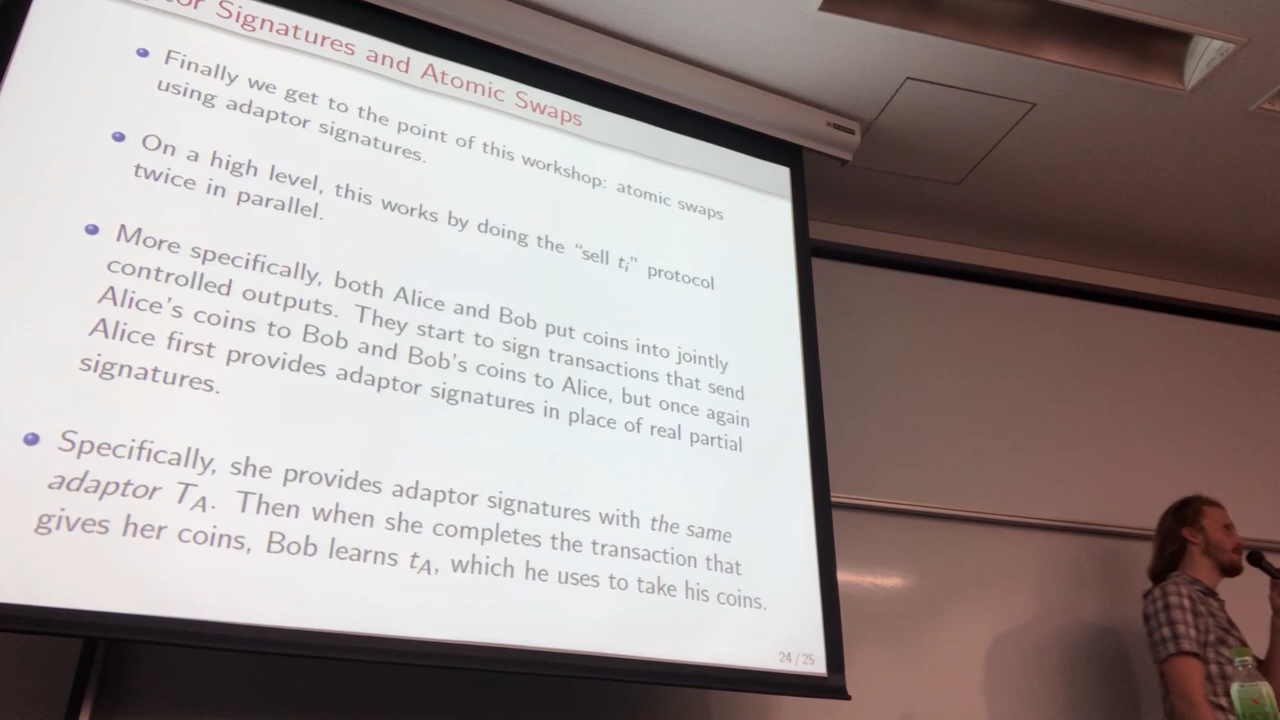 Signatures and Atomic Swaps
Finally we get to the point of this workshop: atomic swaps
using adaptor signatures.
On a high level, this works by doing the "sell tᵢ" protocol
twice in parallel.
More specifically, both Alice and Bob put coins into jointly
controlled outputs. They start to sign transactions that send
Alice's coins to Bob and Bob's coins to Alice, but once again
Alice first provides adaptor signatures in place of real partial
signatures.
Specifically, she provides adaptor signatures with the same
adaptor T_A. Then when she completes the transaction that
gives her coins, Bob learns t_A, which he uses to take his coins.
24 / 25